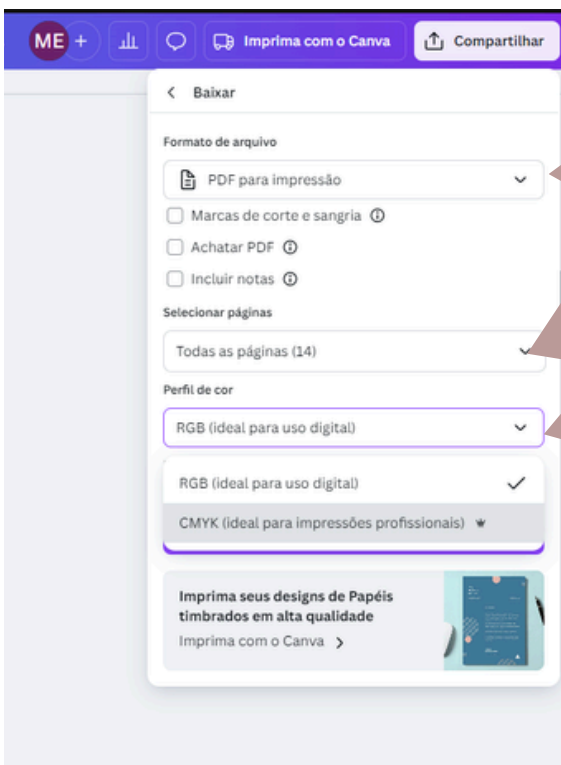 ME +
Imprima com o Canva
Compartilhar
Baixar
Formato de arquivo
PDF para impressão
Marcas de corte e sangria
Achatar PDF
Incluir notas
Selecionar páginas
Todas as páginas (14)
Perfil de cor
RGB (ideal para uso digital)
RGB (ideal para uso digital)
CMYK (ideal para impressões profissionais)
Imprima seus designs de Papéis
timbrados em alta qualidade
Imprima com o Canva